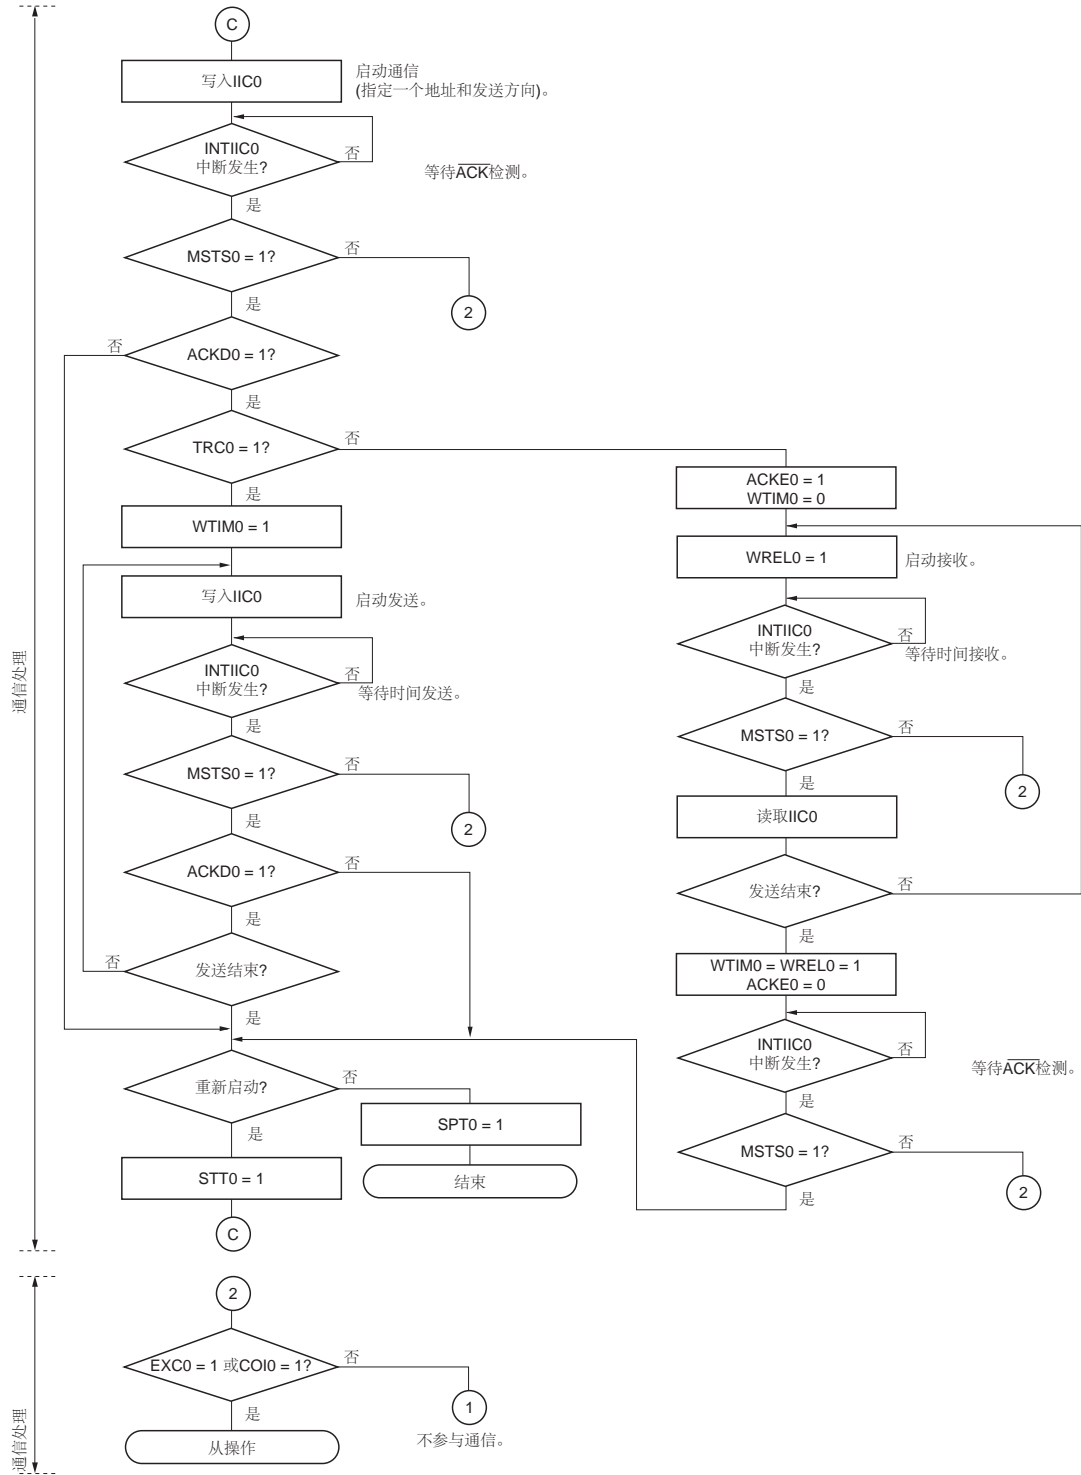 C
写入IIC0
启动通信
(指定一个地址和发送方向)。
INTIIC0
中断发生?
否
等待ACK检测。
是
MSTS0 = 1?
否
2
是
ACKD0 = 1?
否
是
TRC0 = 1?
否
是
WTIM0 = 1
写入IIC0
启动发送。
INTIIC0
中断发生?
否
等待时间发送。
是
MSTS0 = 1?
否
2
是
ACKD0 = 1?
否
是
发送结束?
否
是
重新启动?
否
是
SPT0 = 1
结束
STT0 = 1
C
ACKE0 = 1
WTIM0 = 0
WREL0 = 1
启动接收。
INTIIC0
中断发生?
否
等待时间接收。
是
MSTS0 = 1?
否
2
是
读取IIC0
发送结束?
否
是
WTIM0 = WREL0 = 1
ACKE0 = 0
INTIIC0
中断发生?
否
等待ACK检测。
是
MSTS0 = 1?
否
2
是
通信处理
2
EXC0 = 1 或COI0 = 1?
否
1
不参与通信。
是
从操作
通信处理